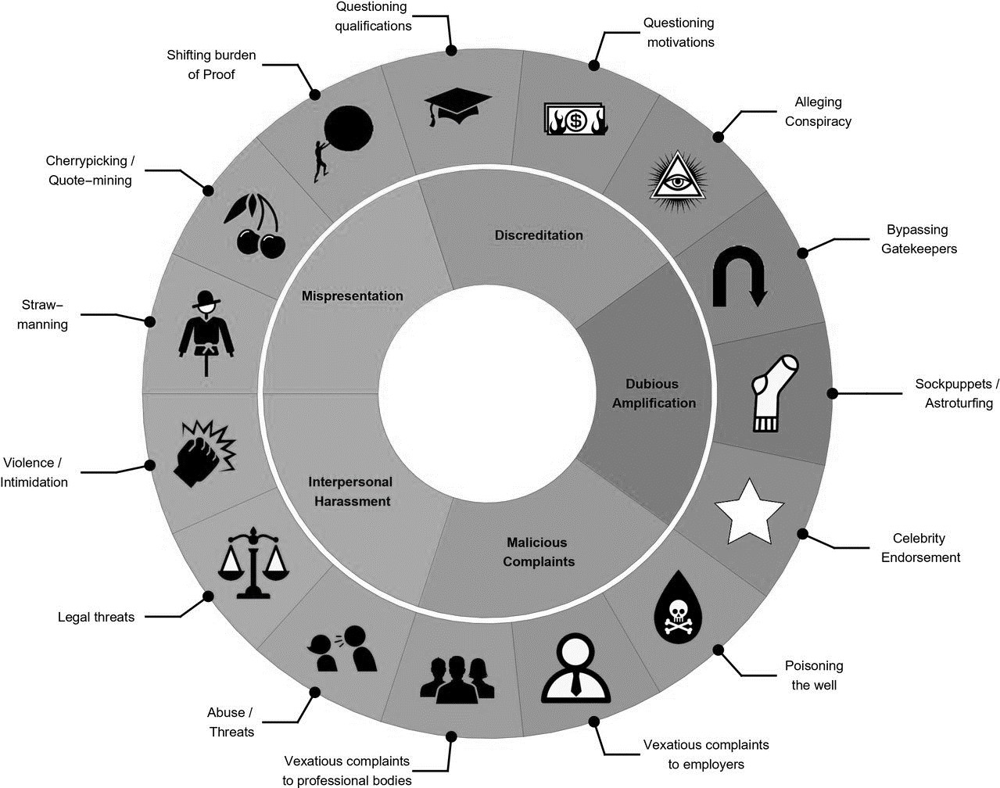 Questioning
qualifications
Questioning
motivations
Shifting burden
of Proof
Alleging
Conspiracy
Cherrypicking /
Quote–mining
Bypassing
Gatekeepers
Discreditation
Mispresentation
Straw–
manning
Dubious
Amplification
Sockpuppets /
Astroturfing
Violence /
Intimidation
Interpersonal
Harassment
Malicious
Complaints
Celebrity
Endorsement
Legal threats
Poisoning
the well
Abuse /
Threats
Vexatious complaints
to employers
Vexatious complaints
to professional bodies